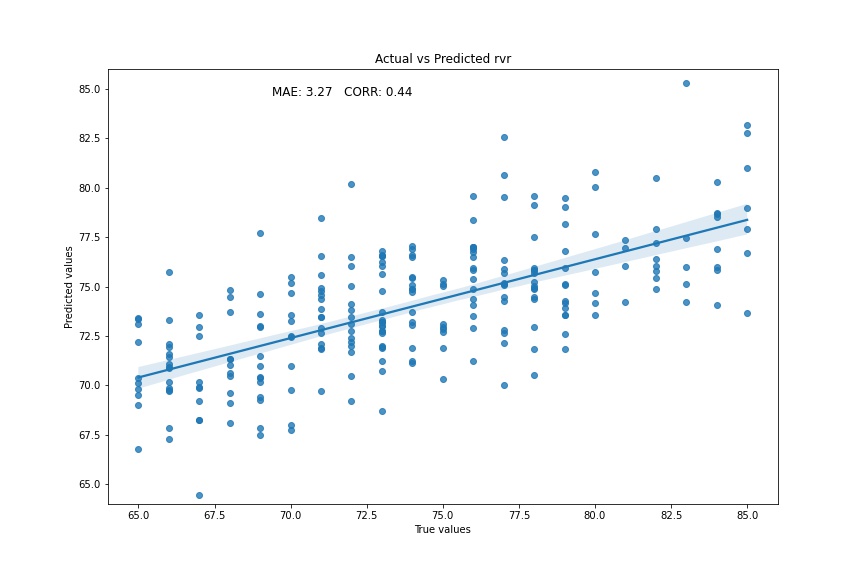 Actual vs Predicted rvr
MAE: 3.27   CORR: 0.44
Predicted values
85.0
82.5
80.0
77.5
75.0
72.5
70.0
67.5
65.0
65.0 67.5 70.0 72.5 75.0 77.5 80.0 82.5 85.0
True values